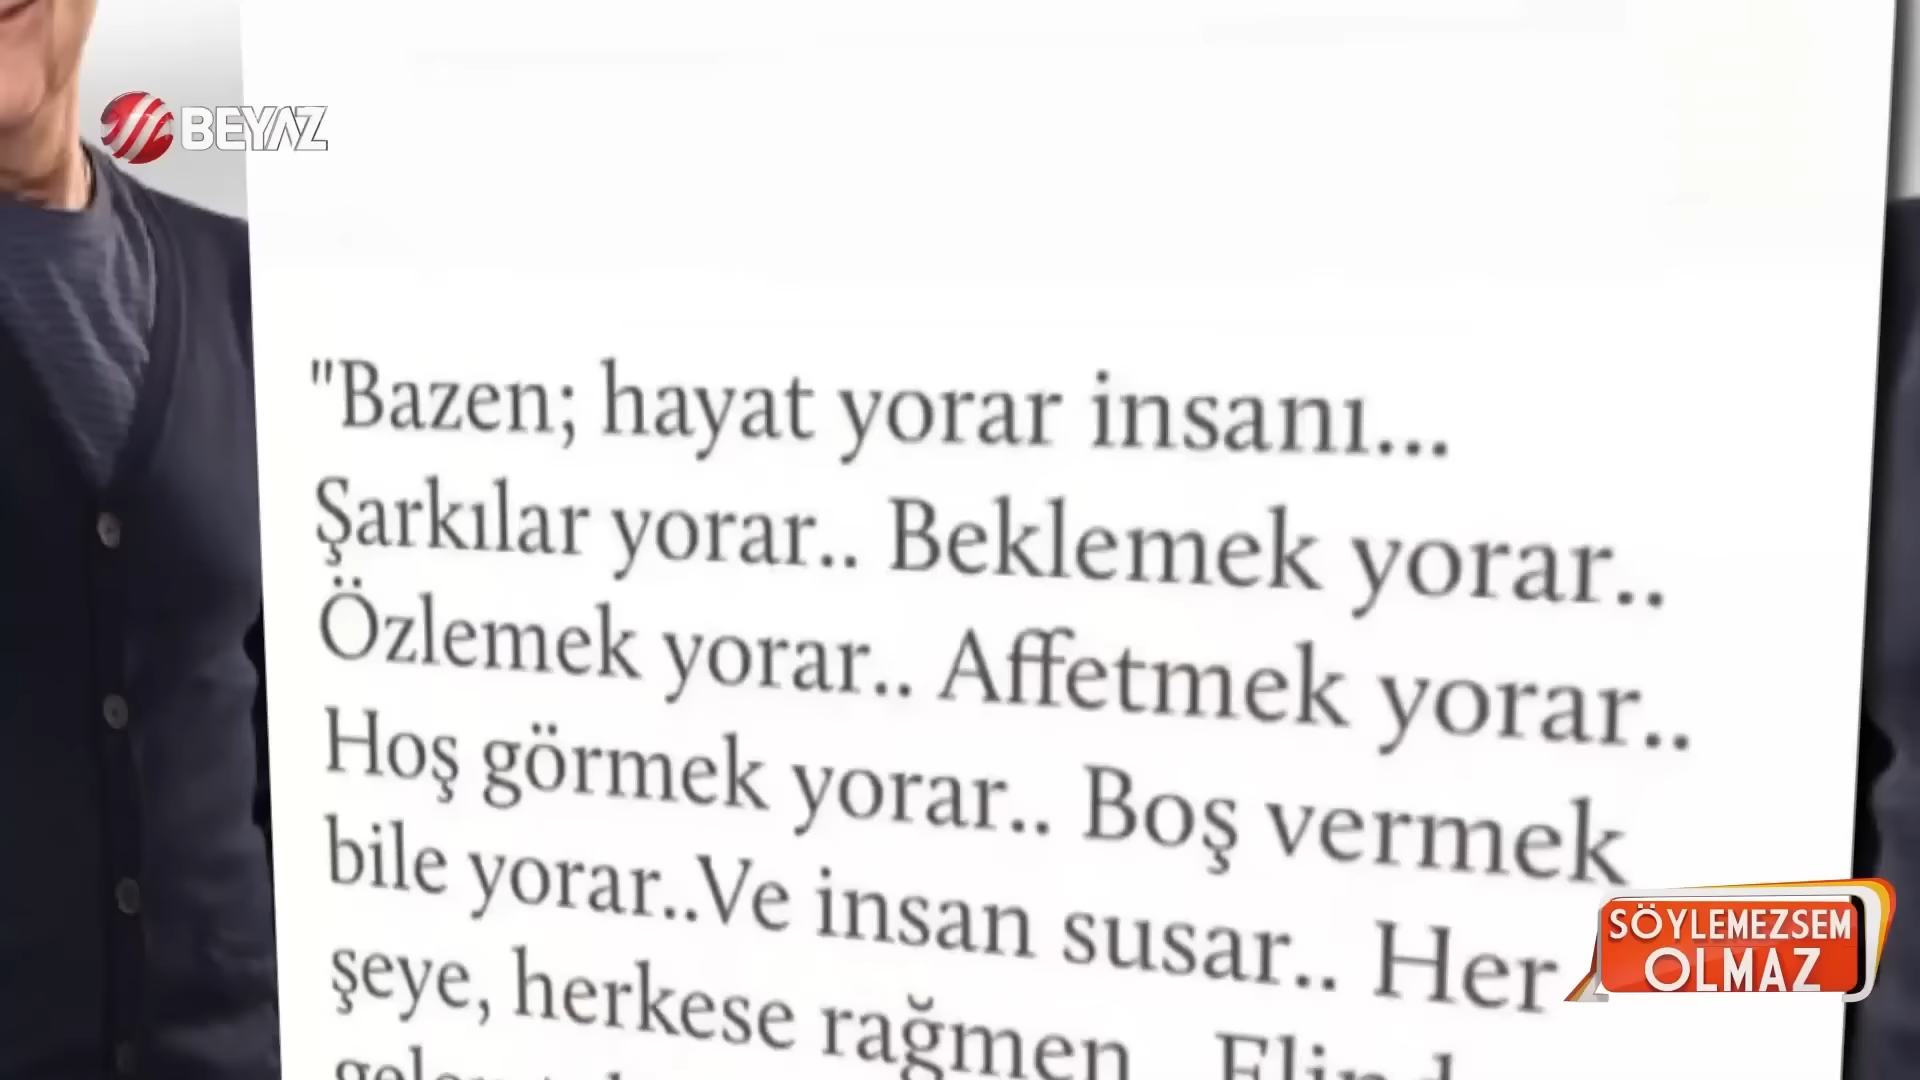 BEYAZ
"Bazen; hayat yorar insanı...
Şarkılar yorar.. Beklemek yorar..
Özlemek yorar.. Affetmek yorar..
Hoş görmek yorar.. Boş vermek
bile yorar..Ve insan susar.. Her
şeye, herkese rağmen
SÖYLEMEZSEM
OLMAZ